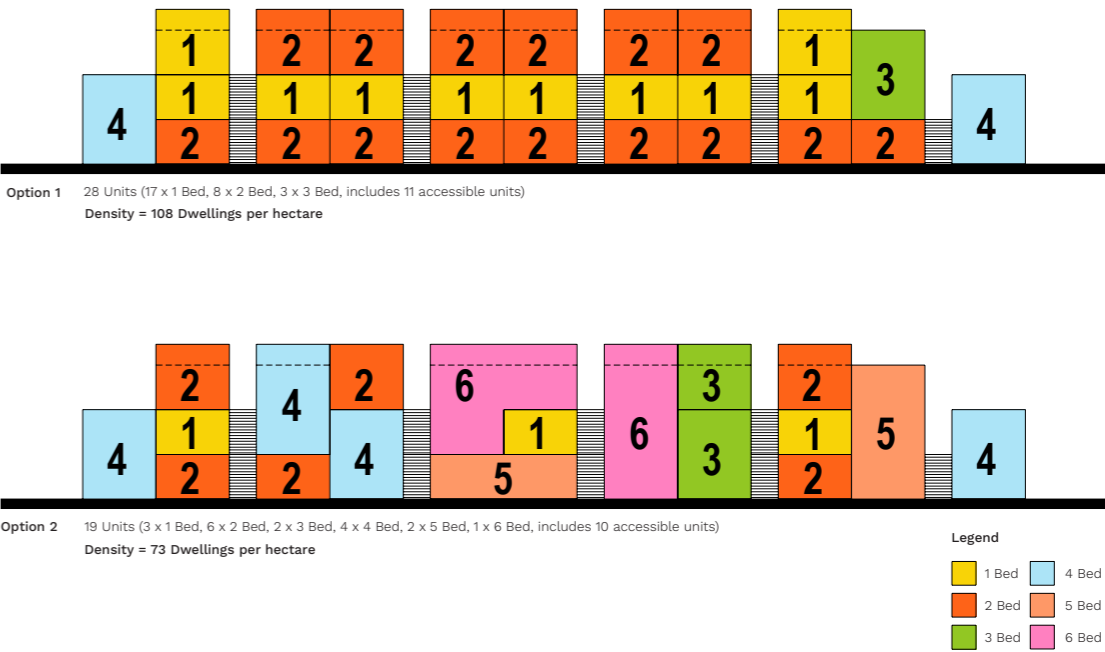 1 2 2 2 2 2 2 1
3
1 1 1 1 1 1 1 1
4 4
2 2 2 2 2 2 2 2 2
Option 1 28 Units (17 x 1 Bed, 8 x 2 Bed, 3 x 3 Bed, includes 11 accessible units)
Density = 108 Dwellings per hectare
2 4 2 6 3 2
1 1 6 1 5
4 2 2 4 5 3 2 4
Option 2 19 Units (3 x 1 Bed, 6 x 2 Bed, 2 x 3 Bed, 4 x 4 Bed, 2 x 5 Bed, 1 x 6 Bed, includes 10 accessible units)
Density = 73 Dwellings per hectare
Legend
1 Bed 4 Bed
2 Bed 5 Bed
3 Bed 6 Bed